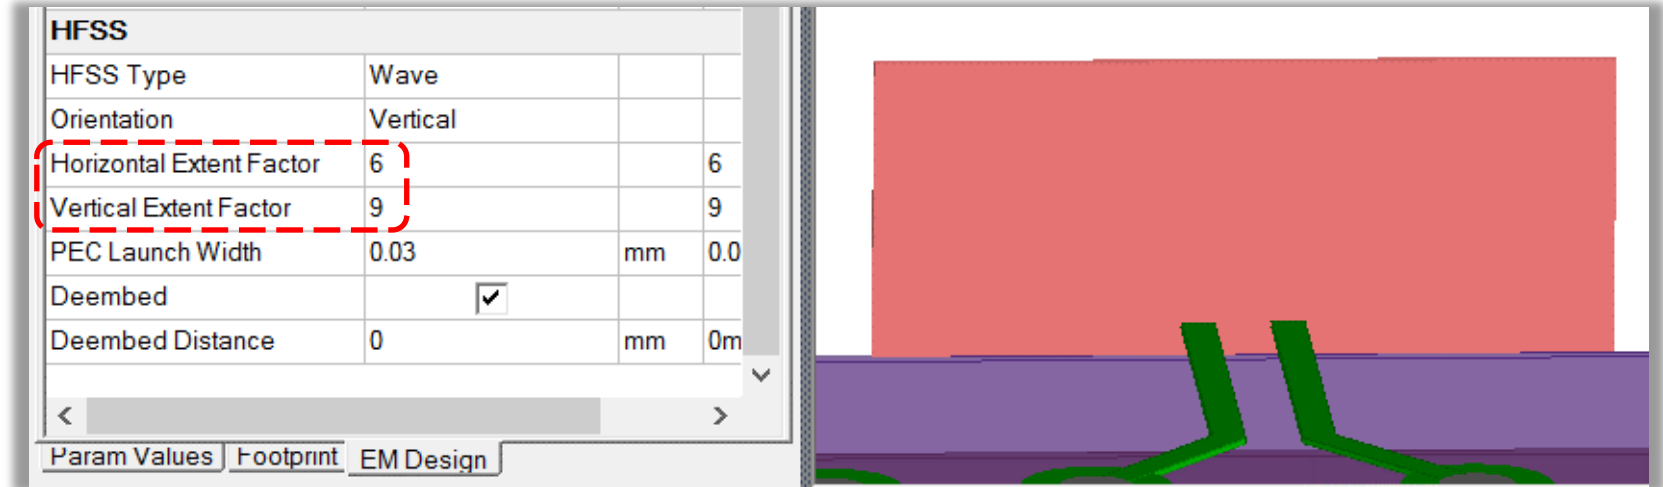 HFSS
HFSS Type Wave
Orientation Vertical
Horizontal Extent Factor 6 6
Vertical Extent Factor 9 9
PEC Launch Width 0.03 mm 0.0
Deembed
Deembed Distance 0 mm 0m
Param Values Footprint EM Design